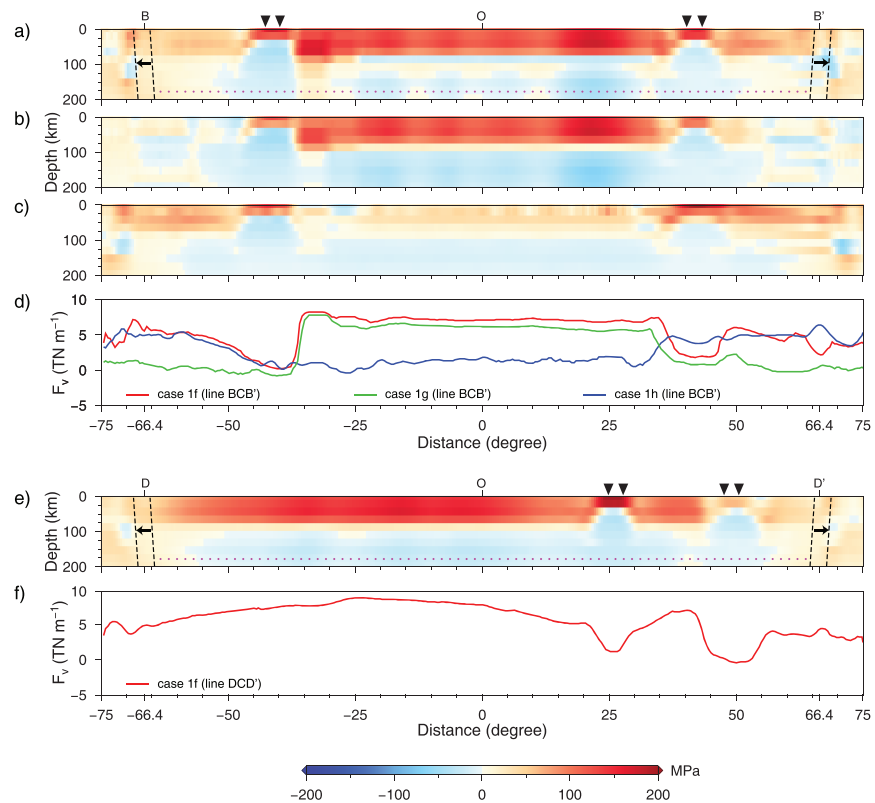 B O B'
a) 0
100
200
b) 0
100
200
Depth (km)
c) 0
100
200
d) 10
5
0
−5
Fv (TN m−1)
case 1f (line BCB') case 1g (line BCB') case 1h (line BCB')
−75 −66.4 −50 −25 0 25 50 66.4 75
Distance (degree)
D O D'
e) 0
100
200
Depth (km)
f) 10
5
0
−5
Fv (TN m−1)
case 1f (line DCD')
−75 −66.4 −50 −25 0 25 50 66.4 75
Distance (degree)
MPa
−200 −100 0 100 200